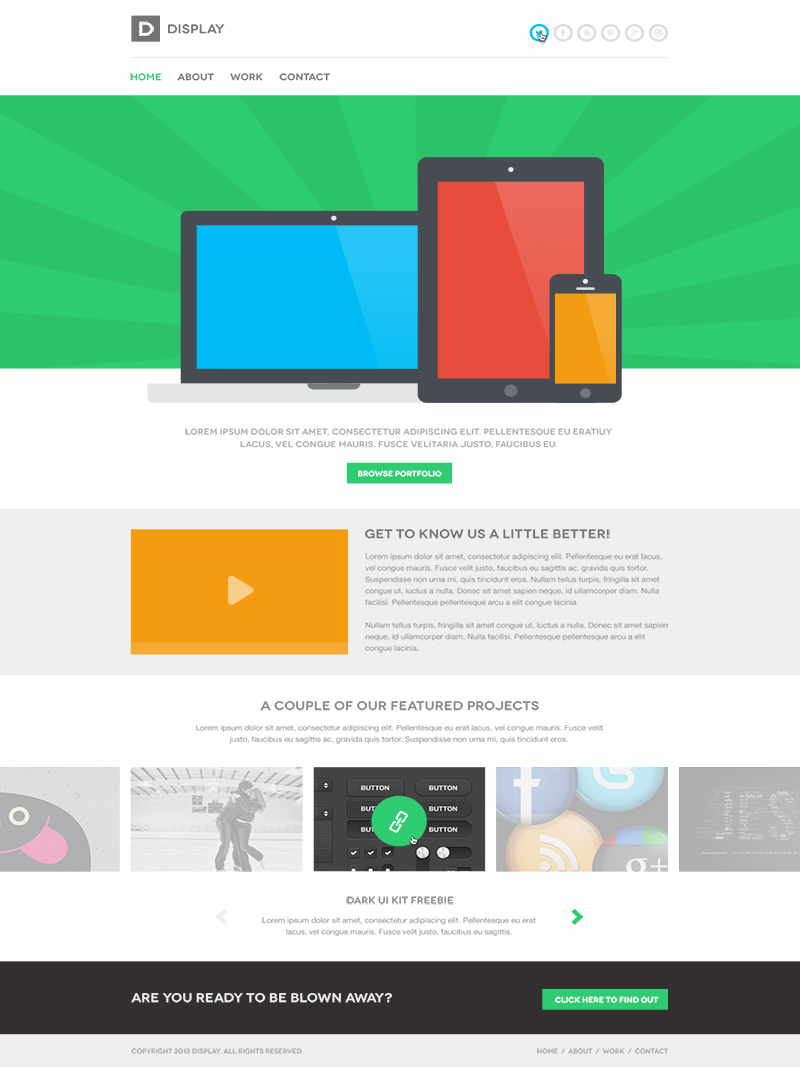 D DISPLAY
HOME ABOUT WORK CONTACT
LOREM IPSUM DOLOR SIT AMET, CONSECTETUR ADIPISCING ELIT. PELLENTESQUE EU ERATIUY
LACUS, VEL CONGUE MAURIS. FUSCE VELITARIA JUSTO, FAUCIBUS EU.
BROWSE PORTFOLIO
GET TO KNOW US A LITTLE BETTER!
Lorem ipsum dolor sit amet, consectetur adipiscing elit. Pellentesque eu erat lacus,
vel congue mauris. Fusce velit justo, faucibus eu sagittis ac, gravida quis tortor.
Suspendisse non urna mi, quis tincidunt eros. Nullam tellus turpis, fringilla sit amet
congue ut, luctus a nulla. Donec sit amet sapien neque, id ullamcorper diam. Nulla
facilisi. Pellentesque pellentesque arcu a elit congue lacinia.
Nullam tellus turpis, fringilla sit amet congue ut, luctus a nulla. Donec sit amet sapien
neque, id ullamcorper diam. Nulla facilisi. Pellentesque pellentesque arcu a elit
congue lacinia.
A COUPLE OF OUR FEATURED PROJECTS
Lorem ipsum dolor sit amet, consectetur adipiscing elit. Pellentesque eu erat lacus, vel congue mauris. Fusce velit
justo, faucibus eu sagittis ac, gravida quis tortor. Suspendisse non urna mi, quis tincidunt eros.
BUTTON BUTTON
BUTTON
BUTTON
DARK UI KIT FREEBIE
Lorem ipsum dolor sit amet, consectetur adipiscing elit. Pellentesque eu erat
lacus, vel congue mauris. Fusce velit justo, faucibus eu sagittis.
ARE YOU READY TO BE BLOWN AWAY?
CLICK HERE TO FIND OUT
COPYRIGHT 2013 DISPLAY. ALL RIGHTS RESERVED.
HOME / ABOUT / WORK / CONTACT